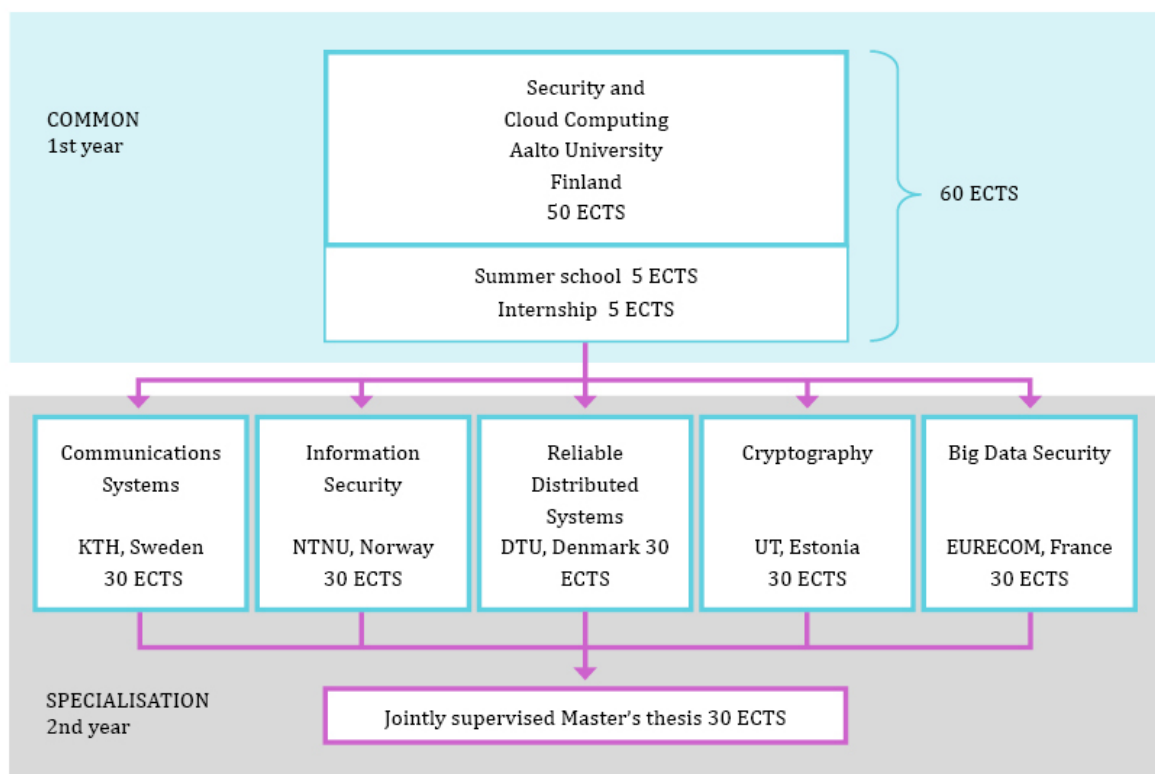 COMMON
1st year
Security and
Cloud Computing
Aalto University
Finland
50 ECTS
Summer school  5 ECTS
Internship  5 ECTS
60 ECTS
Communications
Systems
KTH, Sweden
30 ECTS
Information
Security
NTNU, Norway
30 ECTS
Reliable
Distributed
Systems
DTU, Denmark 30
ECTS
Cryptography
UT, Estonia
30 ECTS
Big Data Security
EURECOM, France
30 ECTS
SPECIALISATION
2nd year
Jointly supervised Master's thesis 30 ECTS